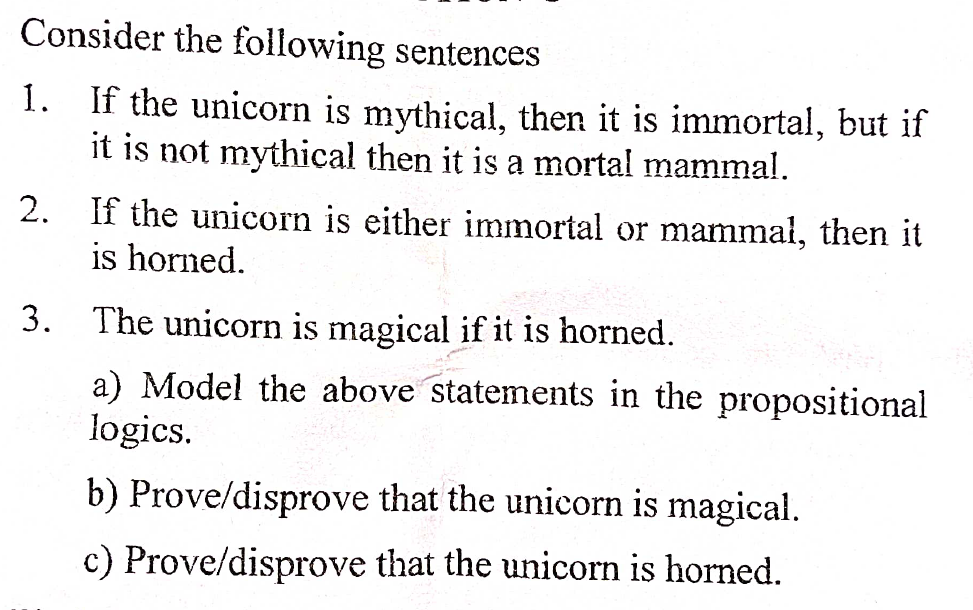 Consider the following sentences
1. If the unicorn is mythical, then it is immortal, but if
it is not mythical then it is a mortal mammal.
2. If the unicorn is either immortal or mammal, then it
is horned.
3. The unicorn is magical if it is horned.
a) Model the above statements in the propositional
logics.
b) Prove/disprove that the unicorn is magical.
c) Prove/disprove that the unicorn is horned.